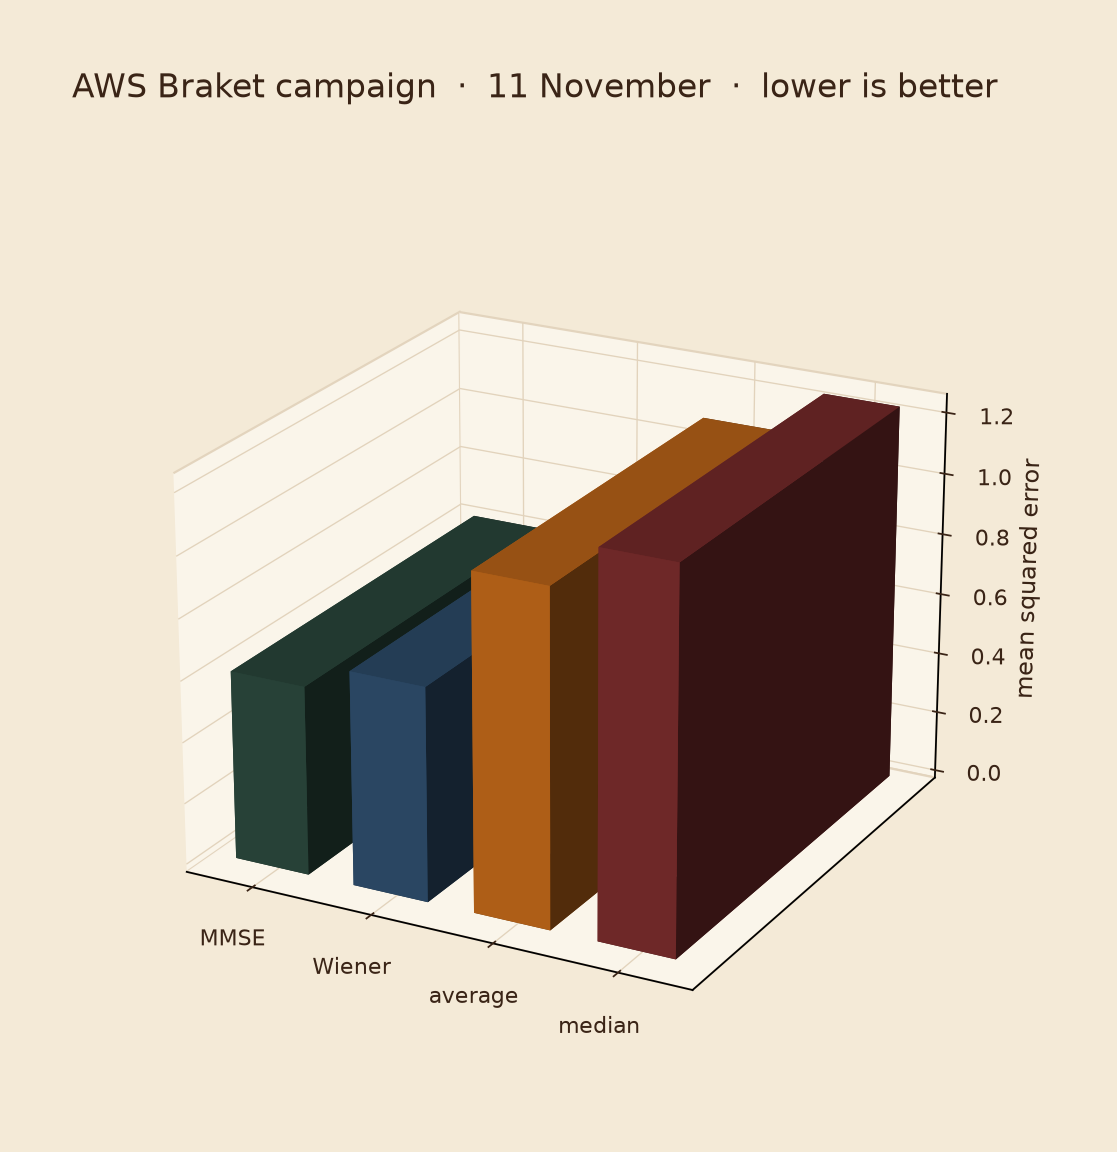 AWS Braket campaign · 11 November · lower is better
1.2
1.0
0.8
0.6
0.4
0.2
0.0
mean squared error
MMSE
Wiener
average
median